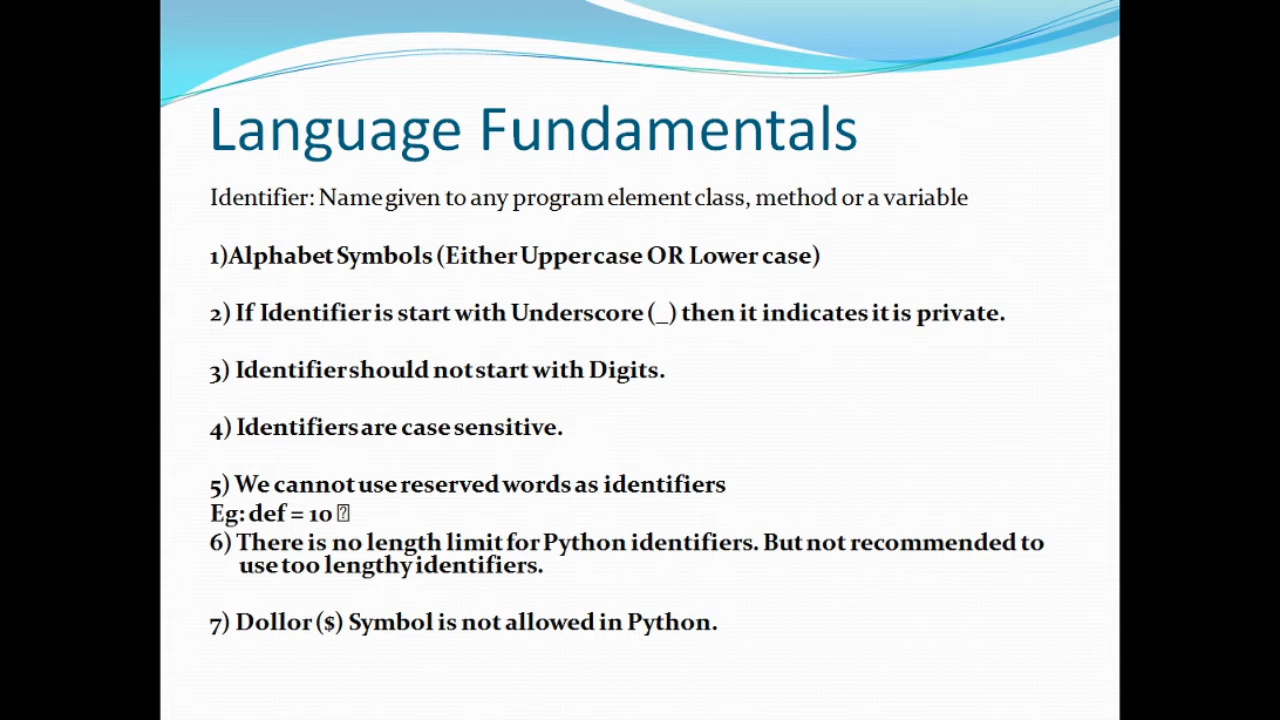 Language Fundamentals
Identifier: Name given to any program element class, method or a variable
1)Alphabet Symbols (Either Upper case OR Lower case)
2) If Identifier is start with Underscore (_) then it indicates it is private.
3) Identifier should not start with Digits.
4) Identifiers are case sensitive.
5) We cannot use reserved words as identifiers
Eg: def = 10 
6) There is no length limit for Python identifiers. But not recommended to
use too lengthy identifiers.
7) Dollor ($) Symbol is not allowed in Python.